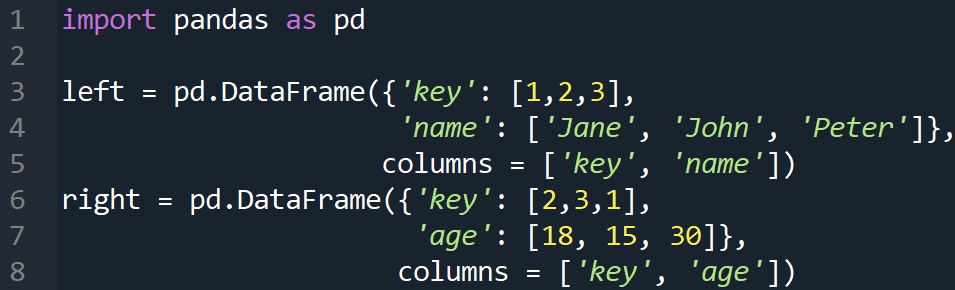 1 import pandas as pd
2
3 left = pd.DataFrame({'key': [1,2,3],
4                      'name': ['Jane', 'John', 'Peter']},
5                     columns = ['key', 'name'])
6 right = pd.DataFrame({'key': [2,3,1],
7                       'age': [18, 15, 30]},
8                      columns = ['key', 'age'])